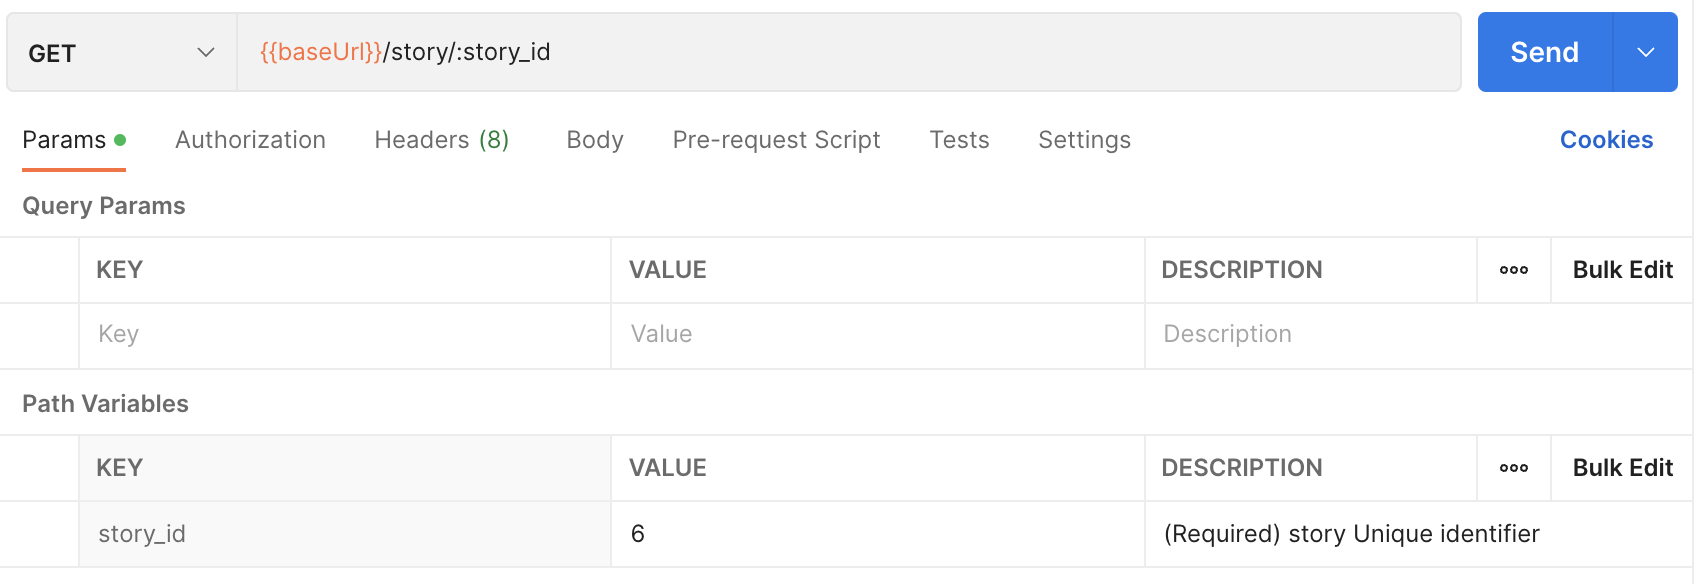 GET {{baseUrl}}/story/:story_id Send
Params Authorization Headers (8) Body Pre-request Script Tests Settings Cookies
Query Params
KEY VALUE DESCRIPTION ooo Bulk Edit
Key Value Description
Path Variables
KEY VALUE DESCRIPTION ooo Bulk Edit
story_id 6 (Required) story Unique identifier